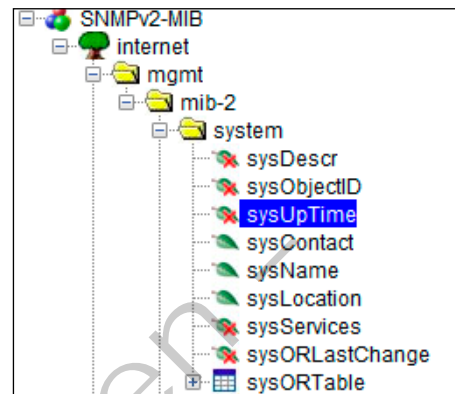 SNMPv2-MIB
internet
mgmt
mib-2
system
sysDescr
sysObjectID
sysUpTime
sysContact
sysName
sysLocation
sysServices
sysORLastChange
sysORTable